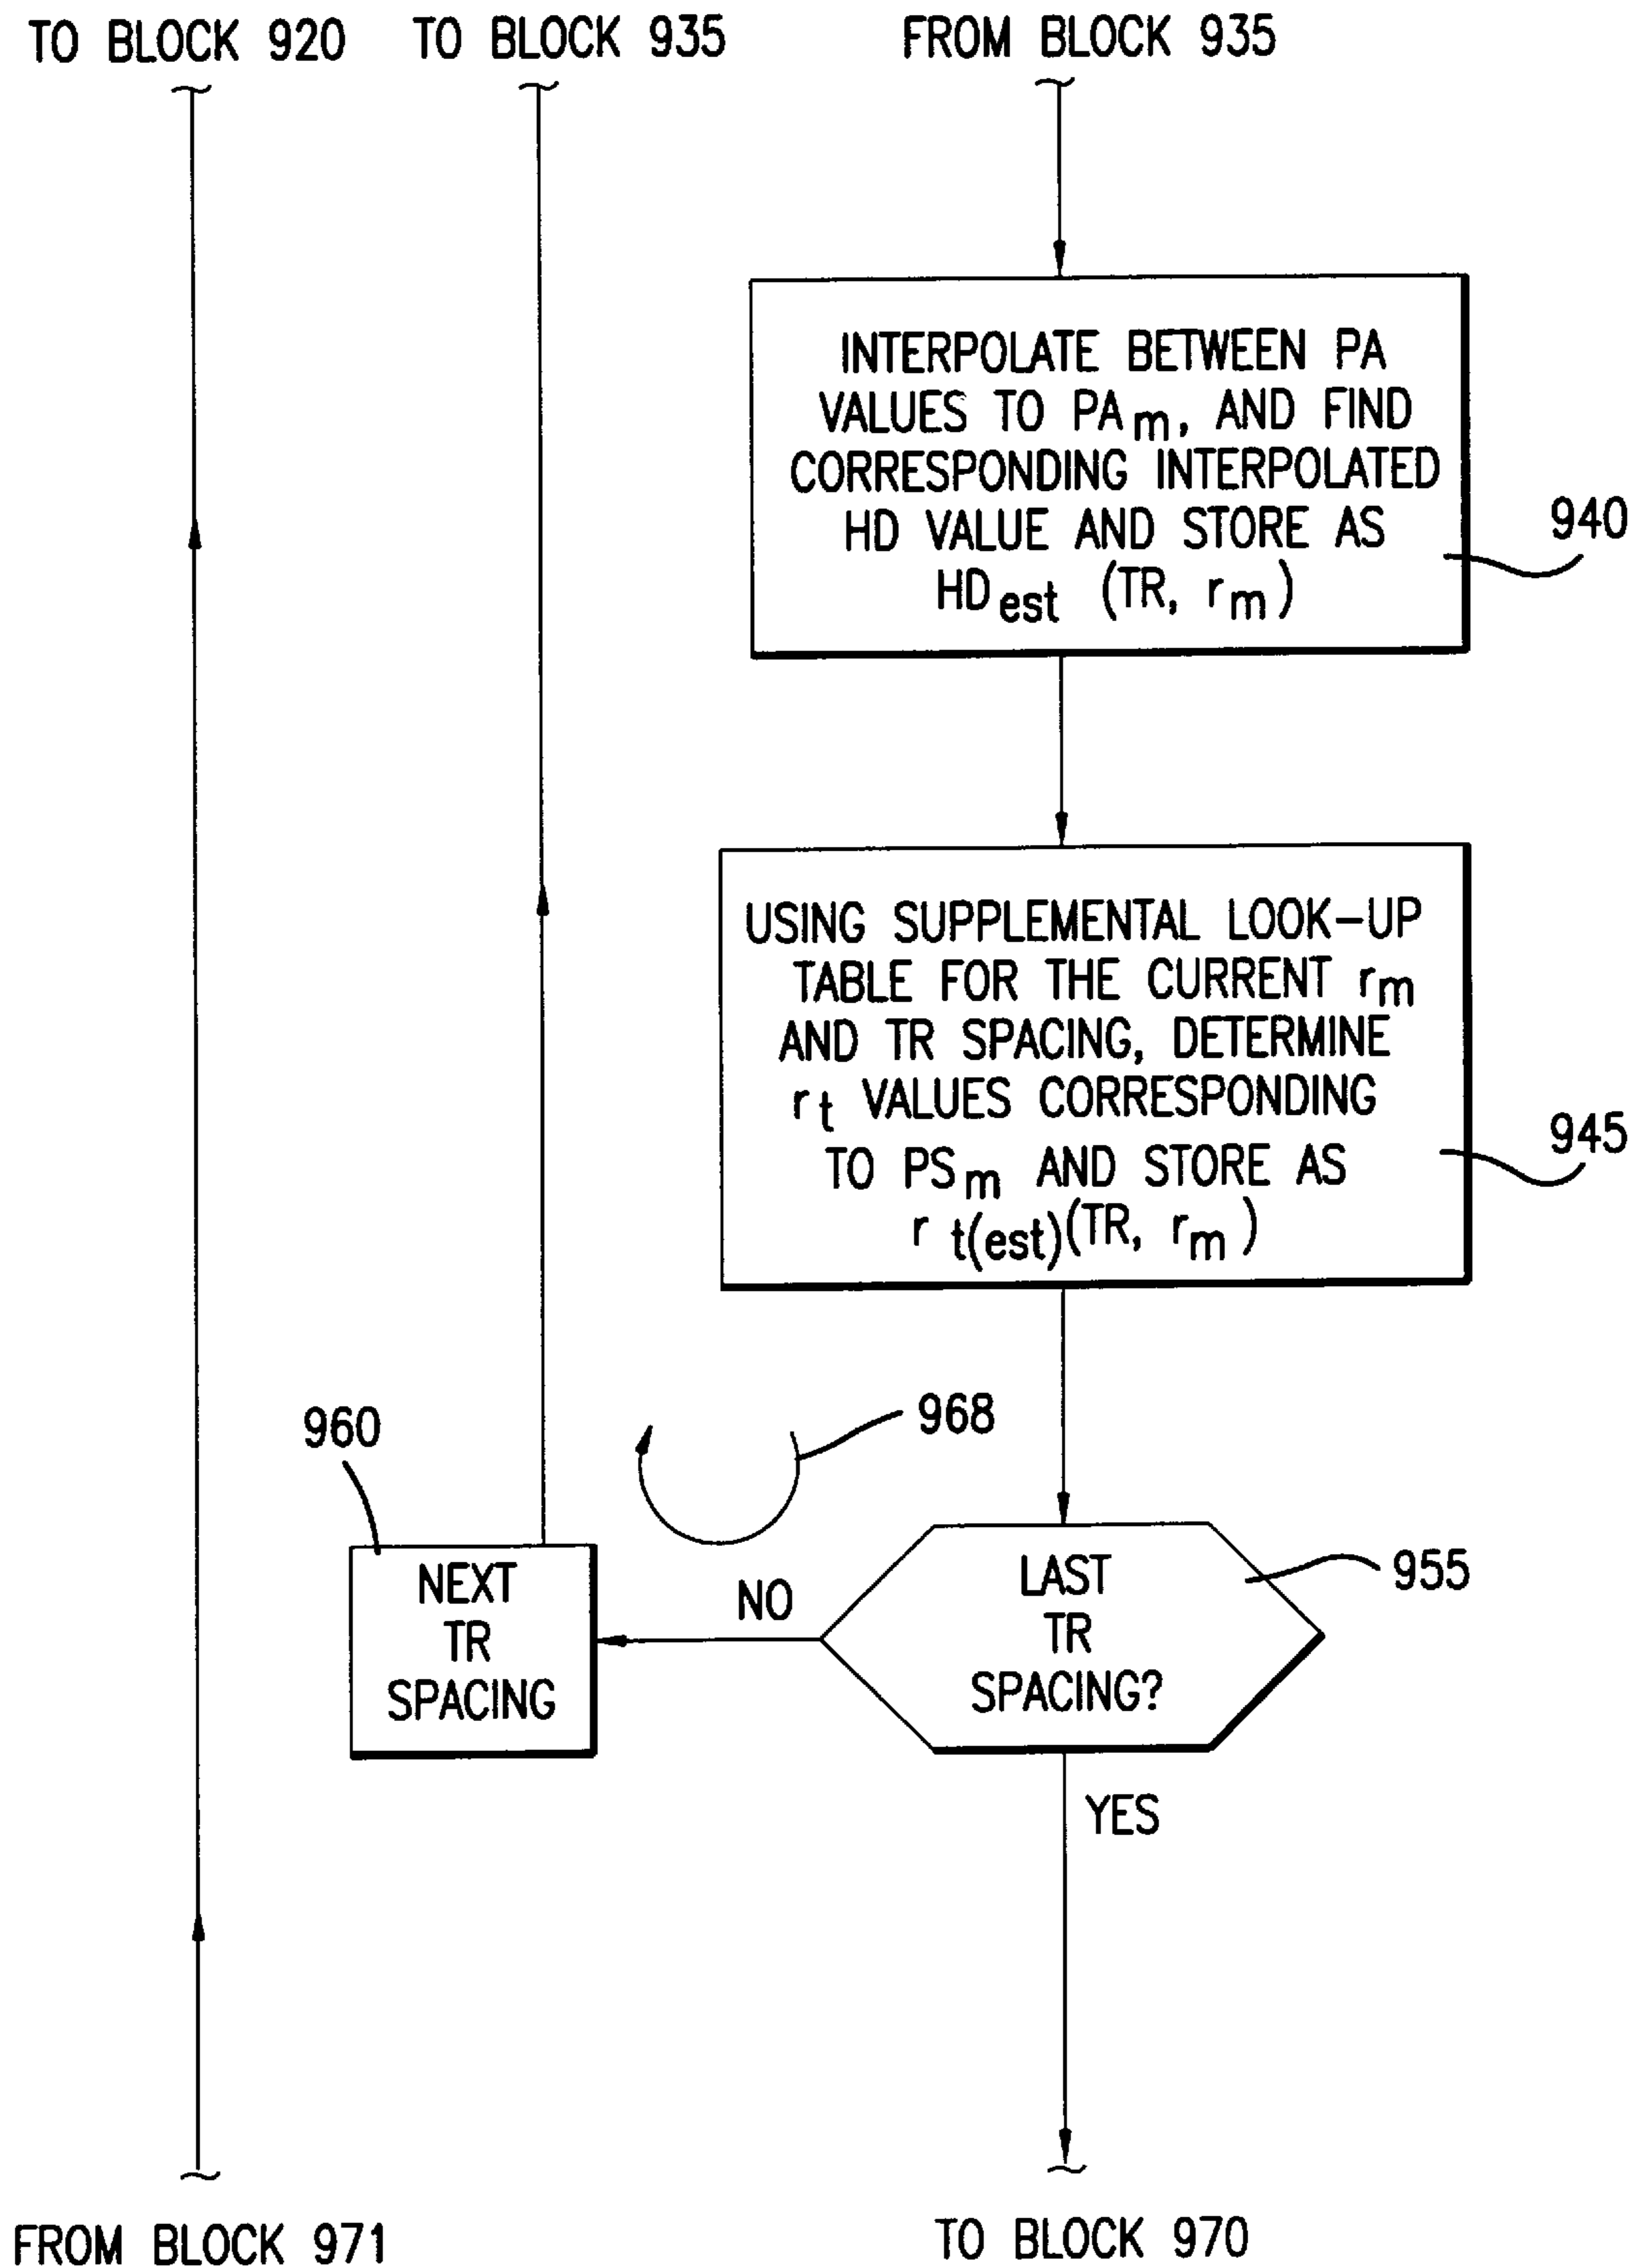 TO BLOCK 920
TO BLOCK 935
FROM BLOCK 935
INTERPOLATE BETWEEN PA
VALUES TO PAm, AND FIND
CORRESPONDING INTERPOLATED
HD VALUE AND STORE AS
HDest (TR, rm)
940
USING SUPPLEMENTAL LOOK-UP
TABLE FOR THE CURRENT rm
AND TR SPACING, DETERMINE
rt VALUES CORRESPONDING
TO PSm AND STORE AS
r t(est)(TR, rm)
945
960
968
NEXT
TR
SPACING
NO
LAST
TR
SPACING?
955
YES
FROM BLOCK 971
TO BLOCK 970